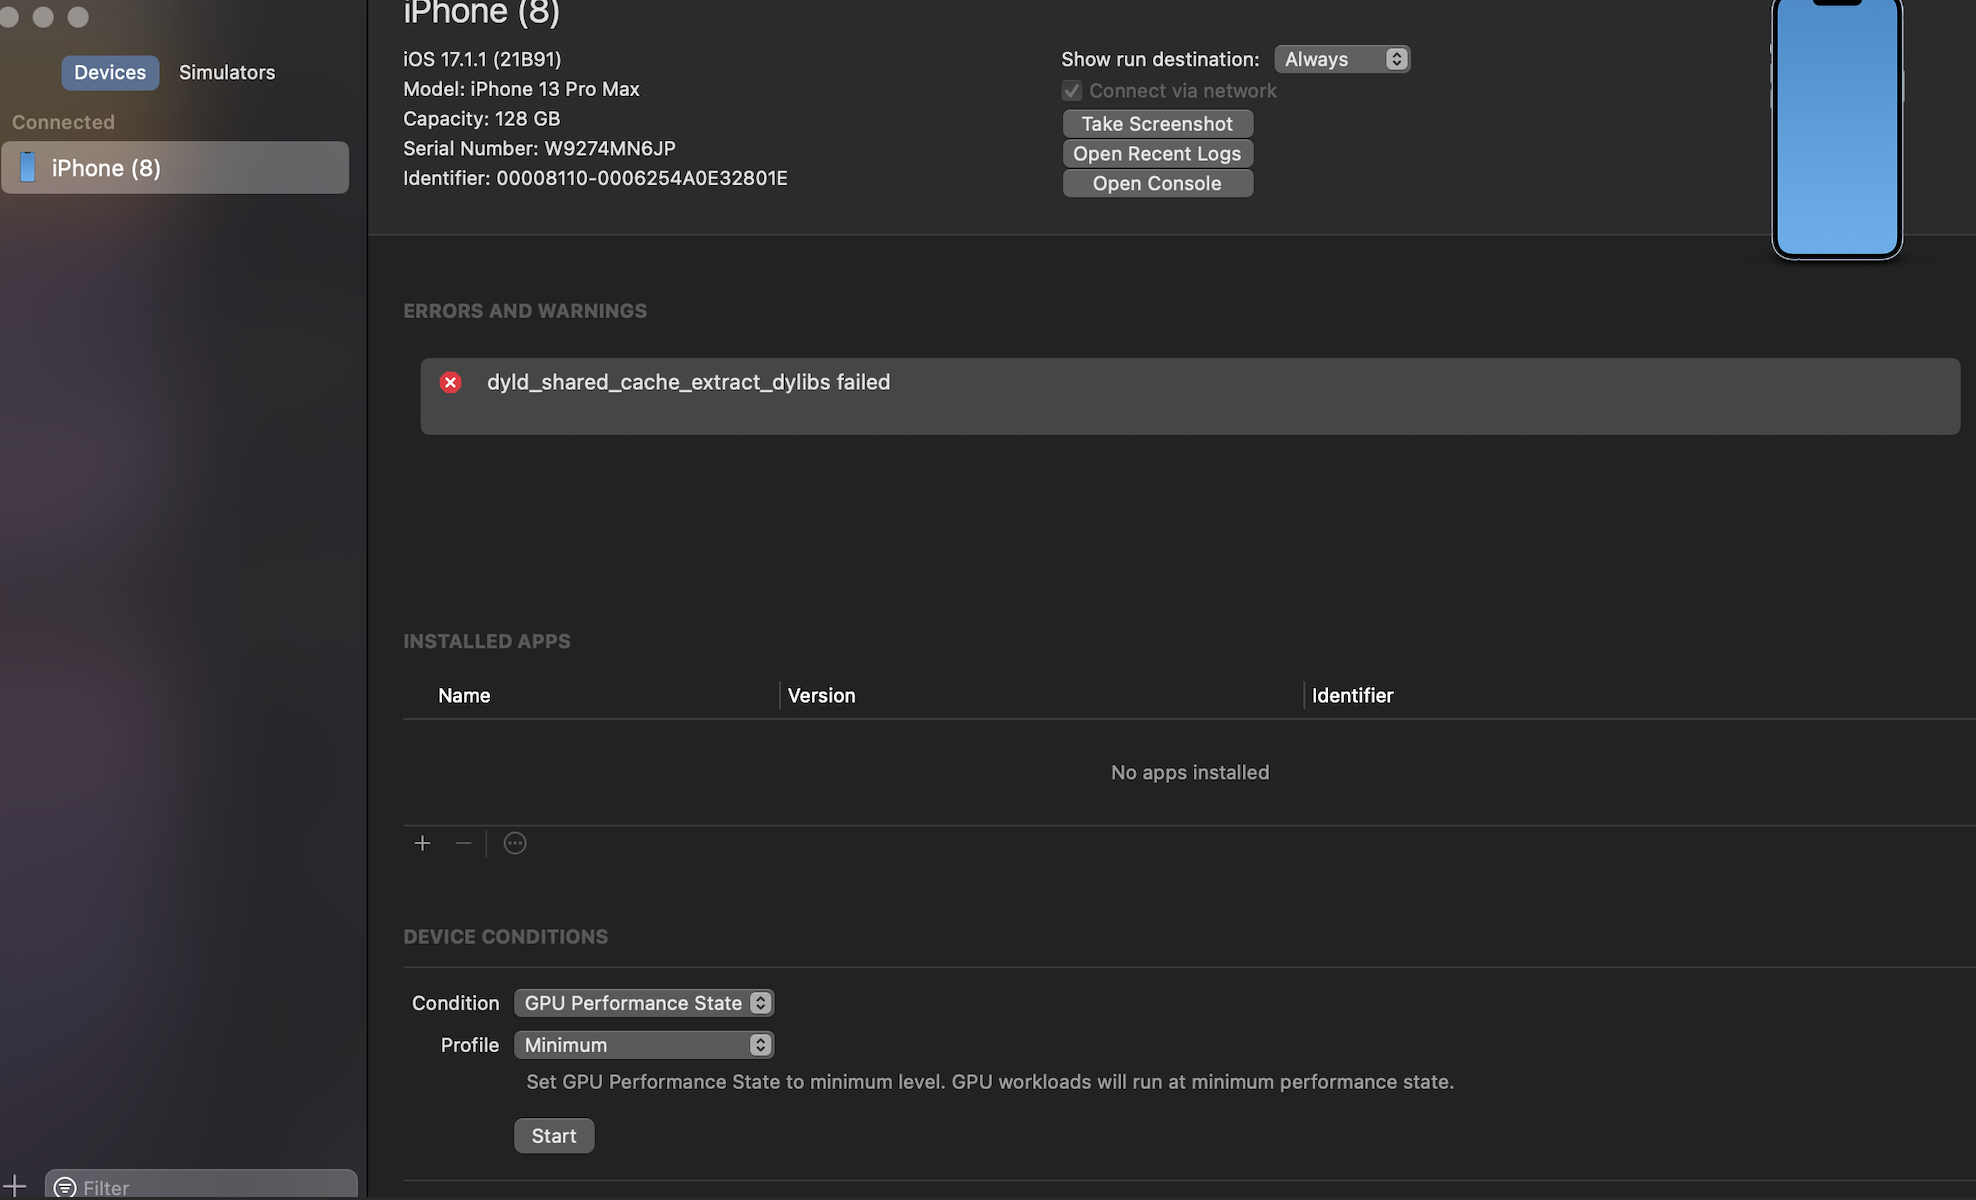 Devices
Simulators
Connected
iPhone (8)
iPhone (8)
iOS 17.1.1 (21B91)
Model: iPhone 13 Pro Max
Capacity: 128 GB
Serial Number: W9274MN6JP
Identifier: 00008110-0006254A0E32801E
Show run destination: Always
Connect via network
Take Screenshot
Open Recent Logs
Open Console
ERRORS AND WARNINGS
dyld_shared_cache_extract_dylibs failed
INSTALLED APPS
Name Version Identifier
No apps installed
DEVICE CONDITIONS
Condition GPU Performance State
Profile Minimum
Set GPU Performance State to minimum level. GPU workloads will run at minimum performance state.
Start
Filter